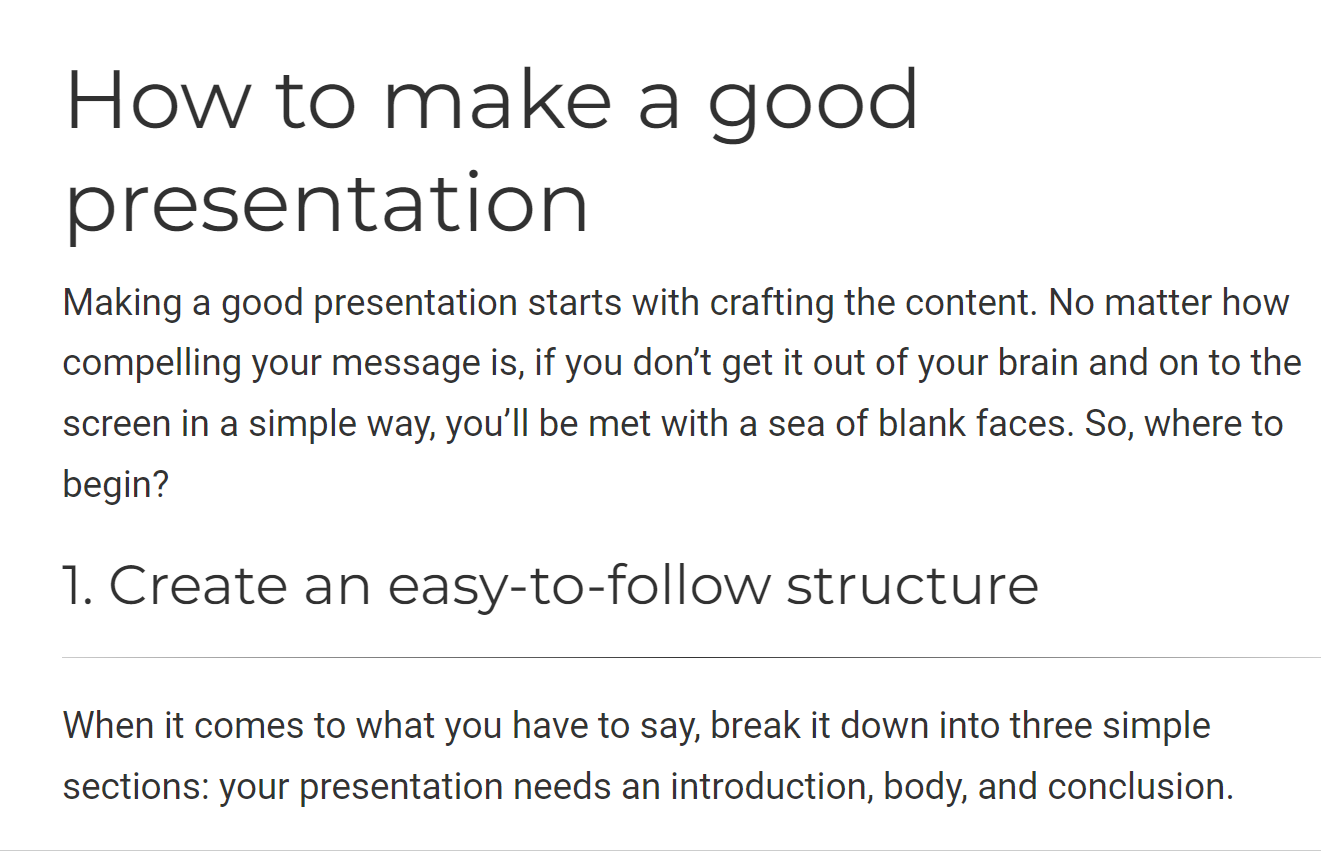 How to make a good
presentation
Making a good presentation starts with crafting the content. No matter how
compelling your message is, if you don’t get it out of your brain and on to the
screen in a simple way, you’ll be met with a sea of blank faces. So, where to
begin?
1. Create an easy-to-follow structure
When it comes to what you have to say, break it down into three simple
sections: your presentation needs an introduction, body, and conclusion.